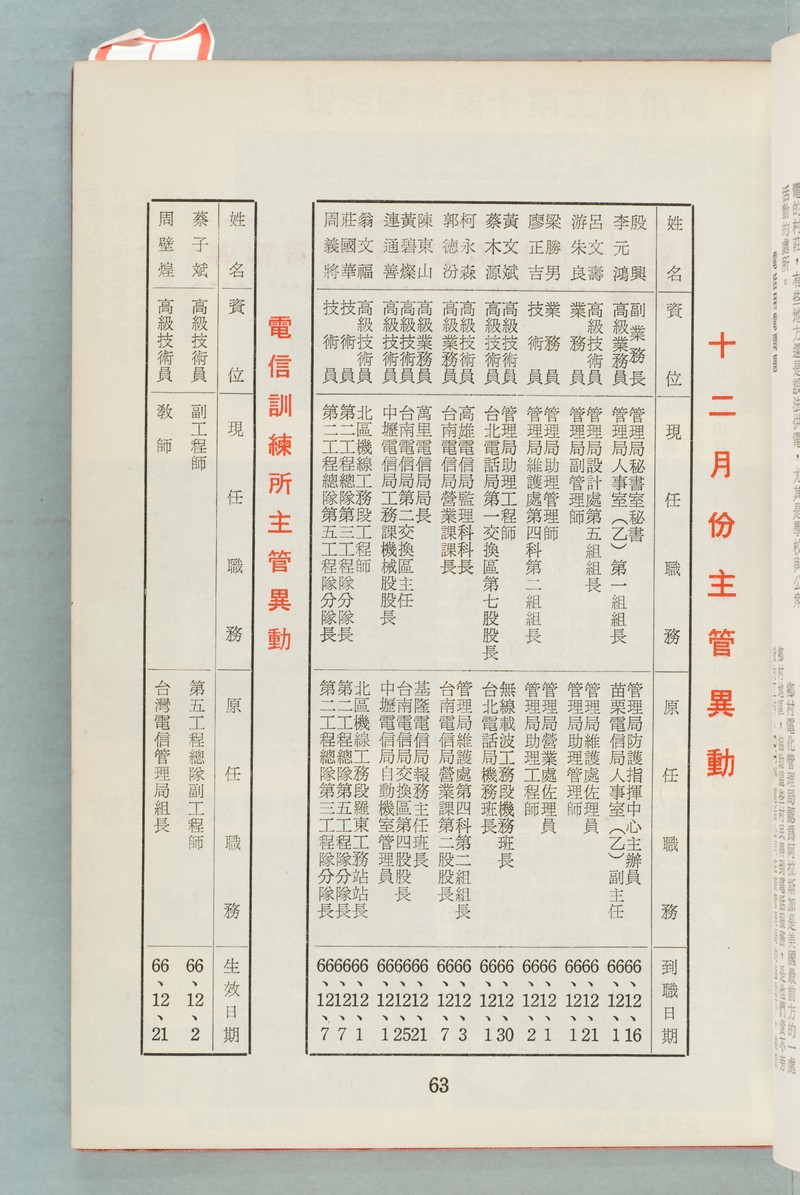 活動的處所。
十二月份主管異動
姓名 資位 現任職務 原任職務 到職日期
殷興 副業務長 管理局秘書室秘書 管理局防護指揮中心主辦員 66、12、16
李元鴻 高級業務員 管理局人事室（乙）第一組組長 苗栗電信局人事室（乙）副主任 66、12、1
呂文壽 高級技術員 管理局設計處第五組組長 管理局維護處佐理員 66、12、21
游朱良 業務員 管理局副管理師 管理局助理管理師 66、12、1
梁勝男 業務員 管理局助理管理師 管理局營業處佐理員 66、12、1
廖正吉 技術員 管理局維護處第四科第二組組長 管理局助理工程師 66、12、2
黃文斌 高級技術員 管理局助理工程師 無線載波工務段機務班長 66、12、30
蔡木源 高級技術員 台北電話局第一交換區第七股股長 台北電話局機務班長 66、12、1
柯永森 高級技術員 高雄電信局監理科科長 管理局維護處第四科第二組組長 66、12、3
郭德汾 高級業務員 台南電信局營業課課長 台南電信局營業課第二股股長 66、12、7
陳東山 高級業務員 萬里電信局局長 基隆電信局報務主任班長 66、12、21
黃碧燦 高級技術員 台南電信局第二交換區主任 台南電信局交換區第四股股長 66、12、25
連通善 高級技術員 中壢電信局工務課機械股股長 中壢電信局自動機室管理員 66、12、1
翁文福 高級技術員 北區機線工務段工程師 北區機線工務段羅東工務站站長 66、12、1
莊國華 技術員 第二工程總隊第三工程隊分隊長 第二工程總隊第五工程隊分隊長 66、12、7
周義將 技術員 第二工程總隊第五工程隊分隊長 第二工程總隊第三工程隊分隊長 66、12、7
電信訓練所主管異動
姓名 資位 現任職務 原任職務 生效日期
蔡子斌 高級技術員 副工程師 第五工程總隊副工程師 66、12、2
周壁煌 高級技術員 教師 台灣電信管理局組長 66、12、21
63